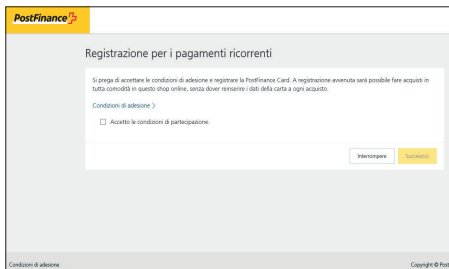 PostFinance
Registrazione per i pagamenti ricorrenti
Si prega di accettare le condizioni di adesione e registrare la PostFinance Card. A registrazione avvenuta sarà possibile fare acquisti in
tutta comodità in questo shop online, senza dover reinserire i dati della carta a ogni acquisto.
Condizioni di adesione
Accetto le condizioni di partecipazione.
Interrompere
Successivo
Condizioni di adesione
Copyright © Post